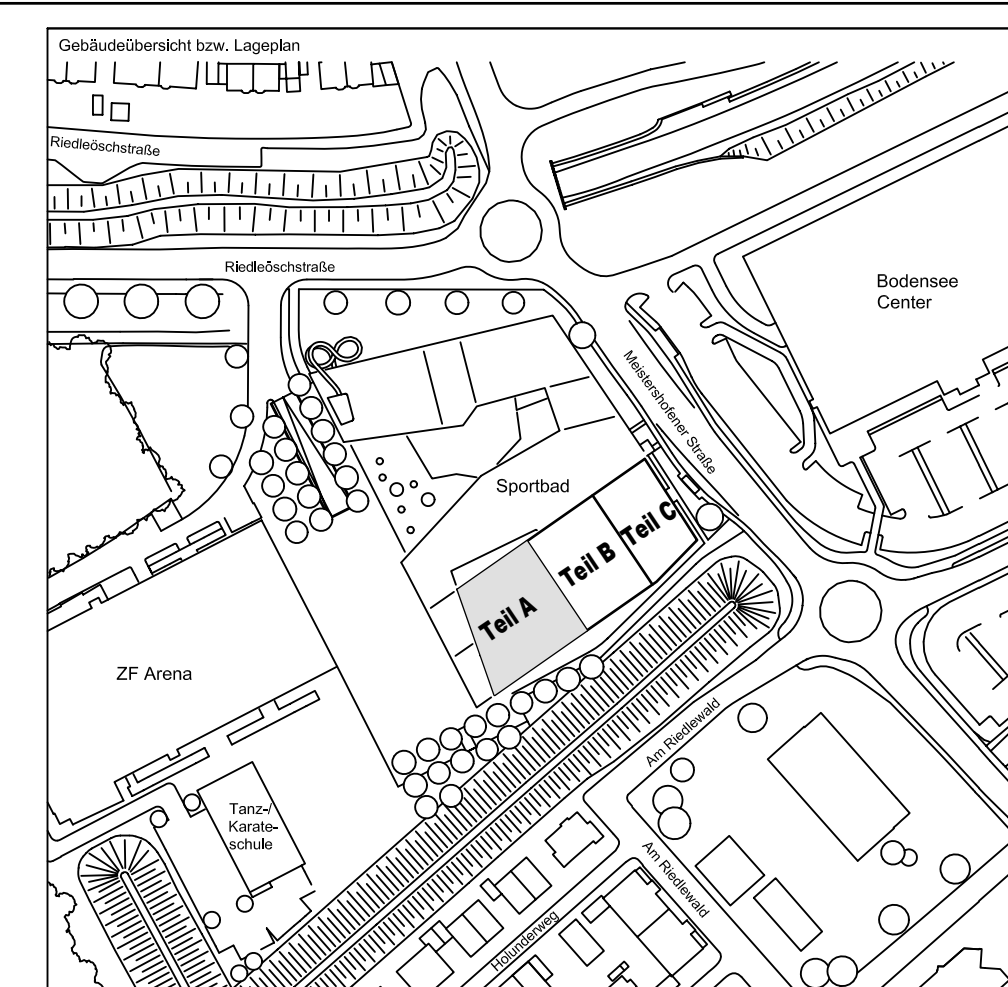 Gebäudeübersicht bzw. Lageplan
Riedleöschstraße
Riedleöschstraße
Bodensee
Center
Meistershofener Straße
Sportbad
Teil C
Teil B
Teil A
ZF Arena
Am Riedlewald
Tanz-/
Karate-
schule
Am Riedlewald
Holunderweg